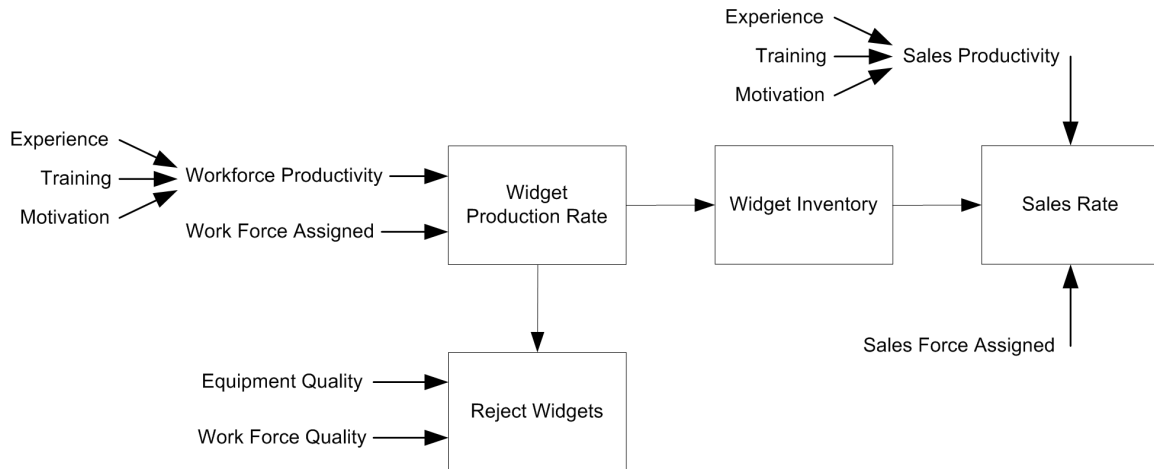 Experience
Training
Sales Productivity
Motivation
Experience
Training
Workforce Productivity
Motivation
Work Force Assigned
Widget
Production Rate
Widget Inventory
Sales Rate
Sales Force Assigned
Equipment Quality
Reject Widgets
Work Force Quality